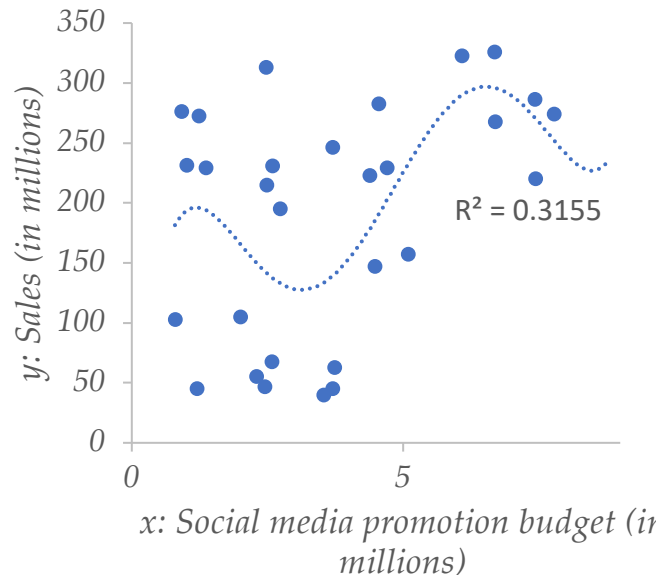 y: Sales (in millions)
350
300
250
200
150
100
50
0
R² = 0.3155
0
5
x: Social media promotion budget (in
millions)